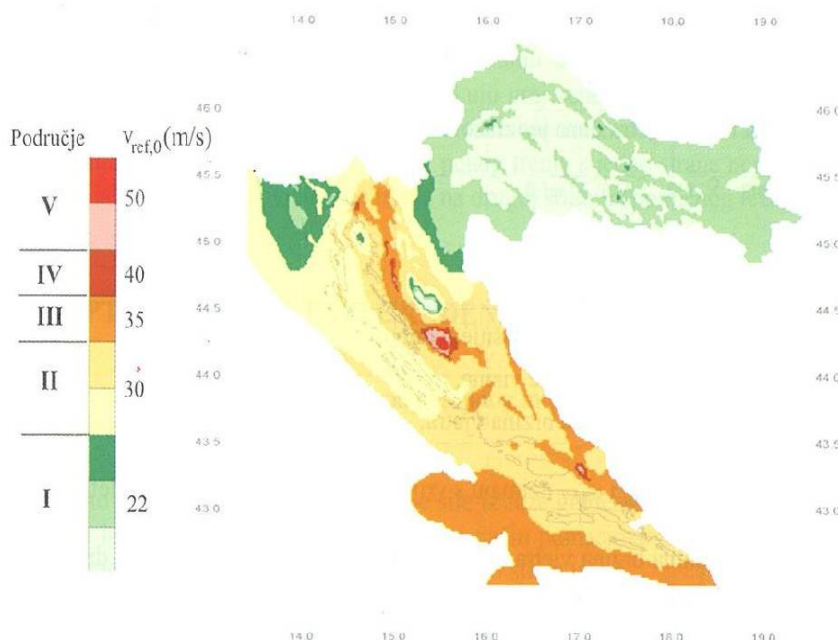 14.0 15.0 16.0 17.0 18.0 19.0
46.0 46.0
Područje v_ref,0 (m/s)
45.5 45.5
V 50
45.0 45.0
IV 40
44.5 44.5
III 35
44.0 44.0
II 30
43.5 43.5
I 22
43.0 43.0
14.0 15.0 16.0 17.0 18.0 19.0